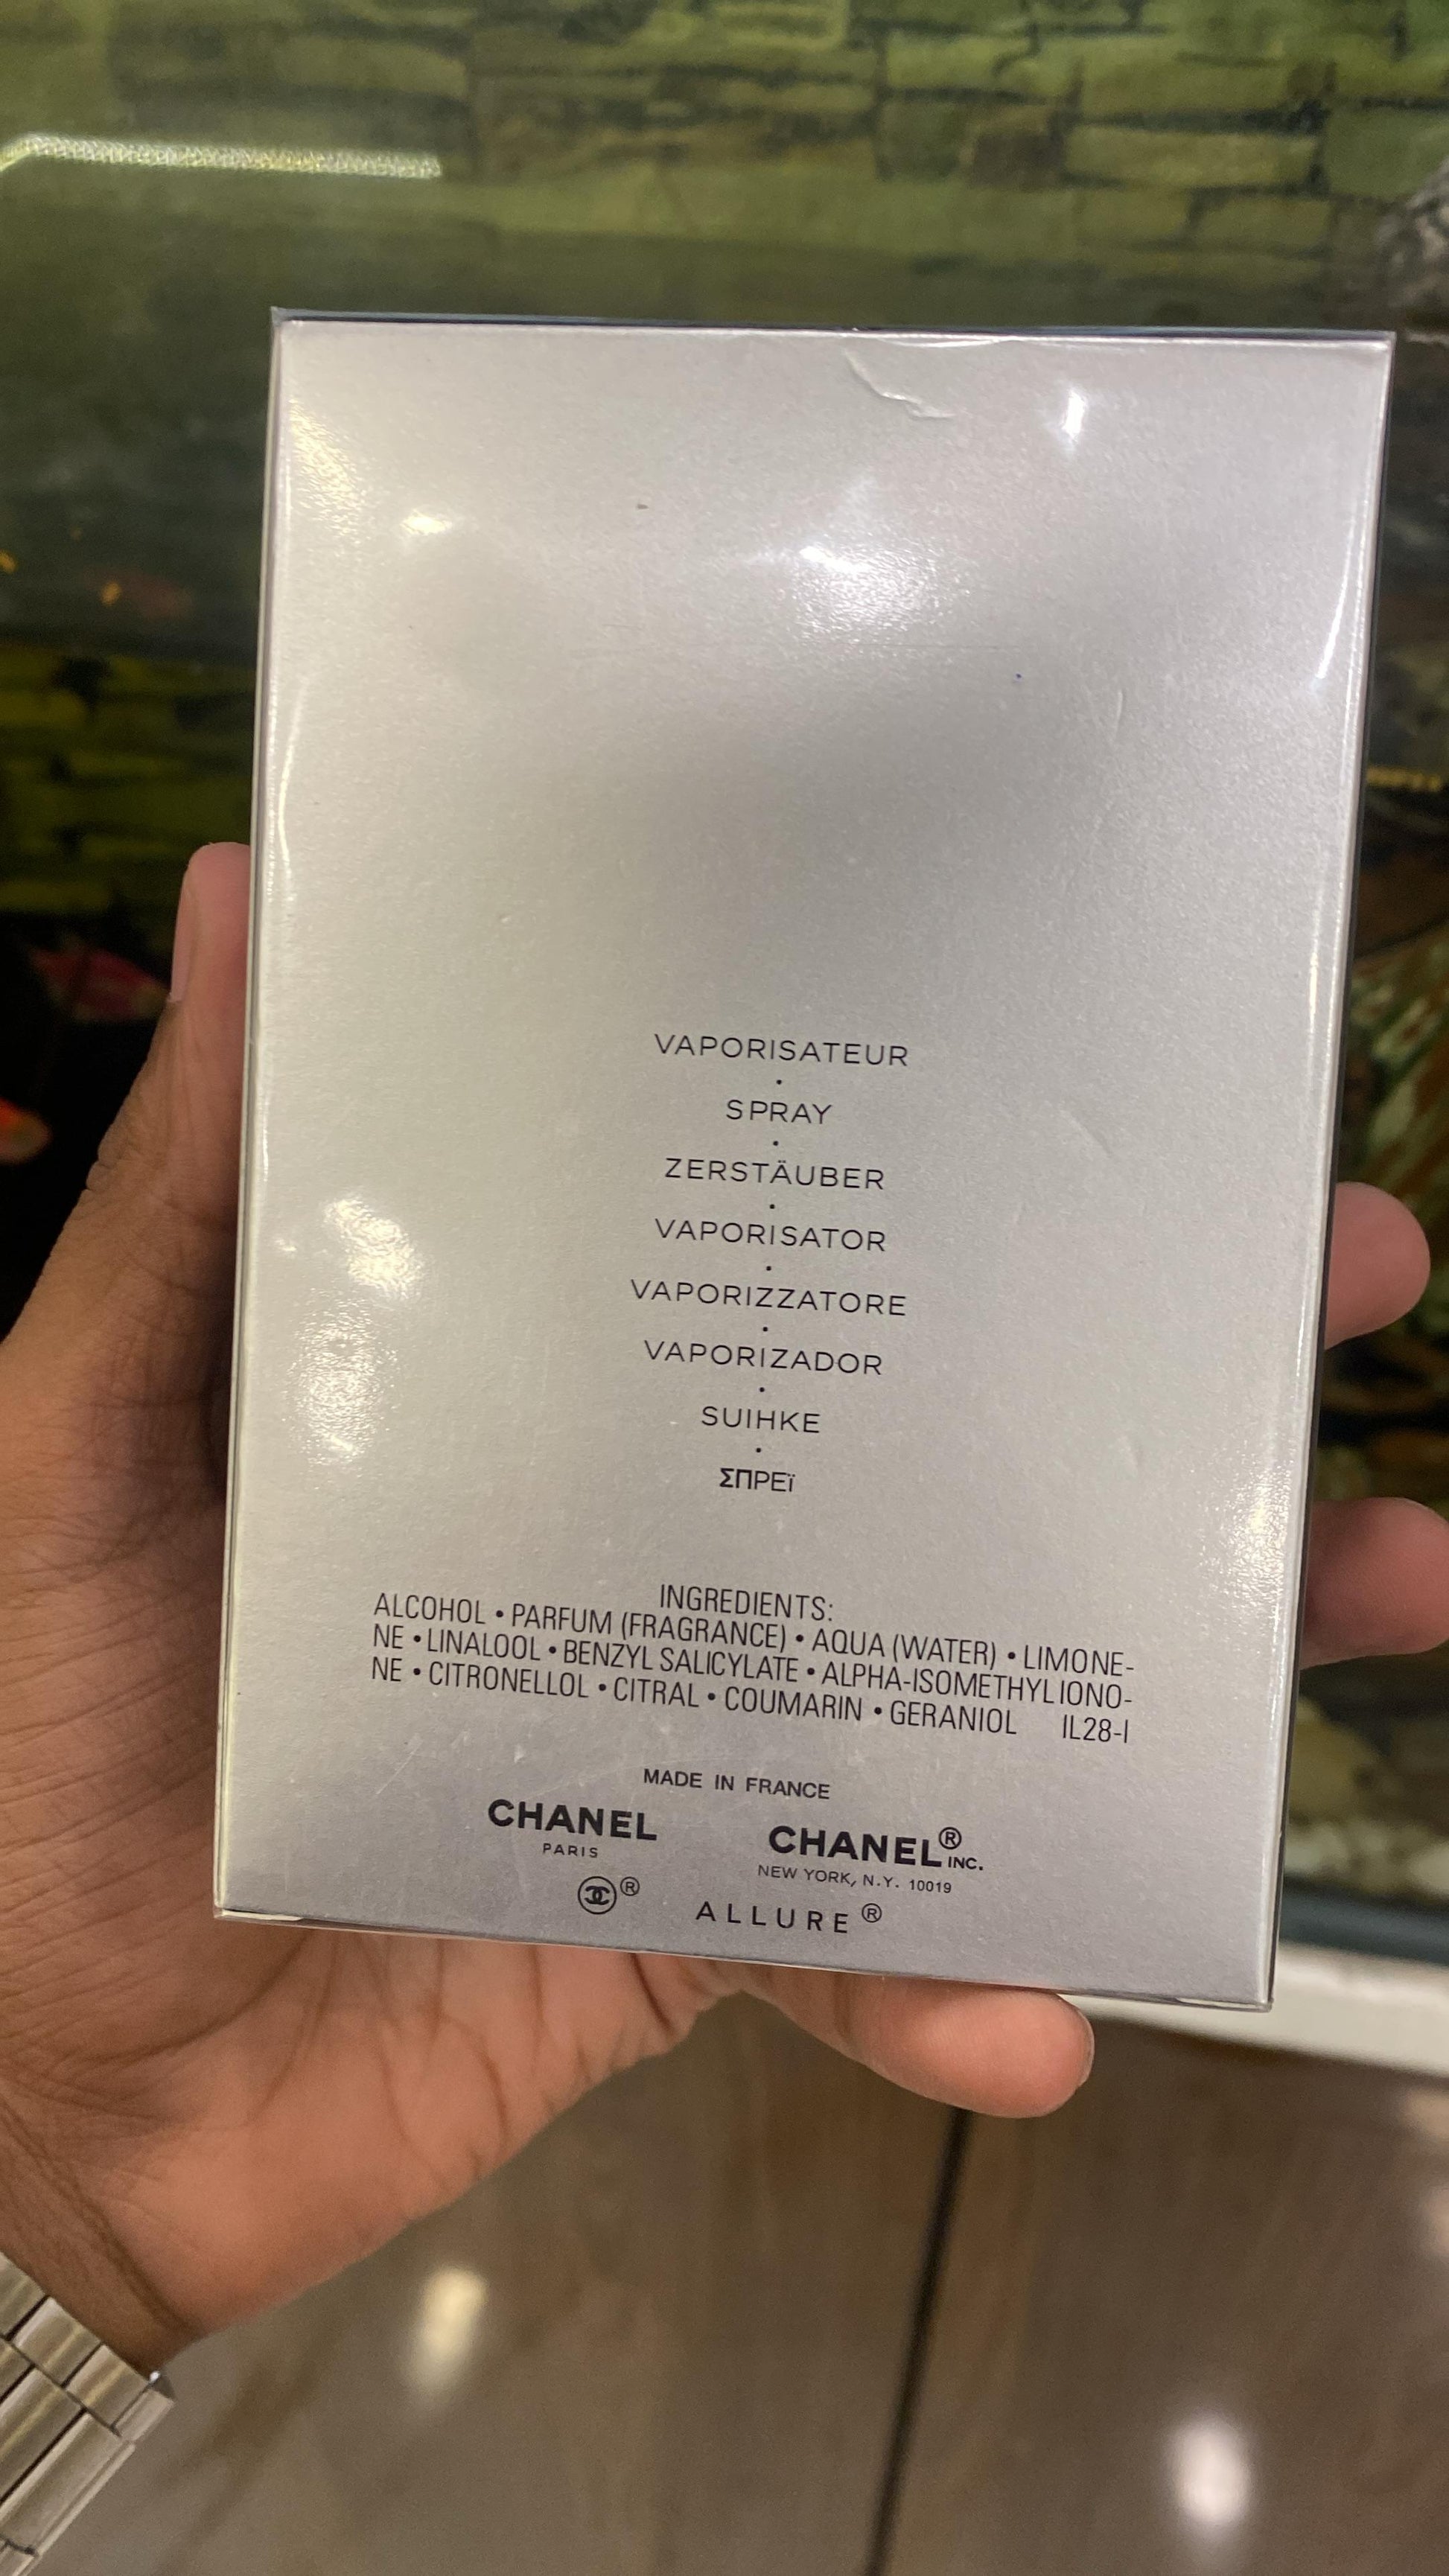 VAPORISATEUR
•
SPRAY
•
ZERSTÄUBER
•
VAPORISATOR
•
VAPORIZZATORE
•
VAPORIZADOR
•
SUIHKE
•
ΣΠΡΕϊ
INGREDIENTS:
ALCOHOL • PARFUM (FRAGRANCE) • AQUA (WATER) • LIMONE-
NE • LINALOOL • BENZYL SALICYLATE • ALPHA-ISOMETHYL IONO-
NE • CITRONELLOL • CITRAL • COUMARIN • GERANIOL IL28-I
MADE IN FRANCE
CHANEL
PARIS
CHANEL® INC.
NEW YORK, N.Y. 10019
®
ALLURE®